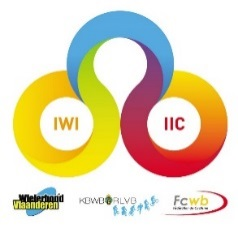 IWI IIC
Wielerbond
Vlaanderen
KBWB RLVB
Fcwb